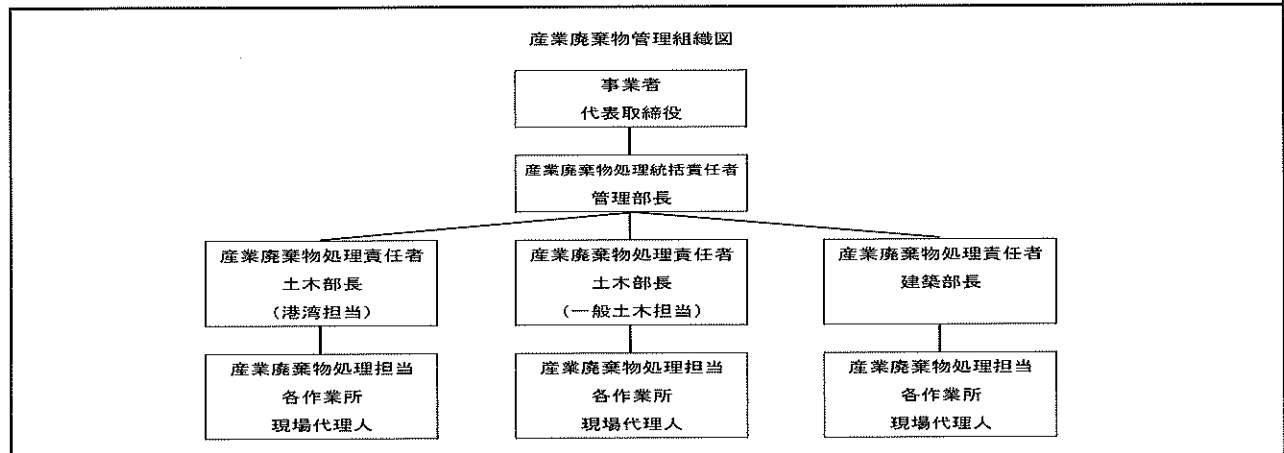 産業廃棄物管理組織図
事業者
代表取締役
産業廃棄物処理統括責任者
管理部長
産業廃棄物処理責任者
土木部長
(港湾担当)
産業廃棄物処理責任者
土木部長
(一般土木担当)
産業廃棄物処理責任者
建築部長
産業廃棄物処理担当
各作業所
現場代理人
産業廃棄物処理担当
各作業所
現場代理人
産業廃棄物処理担当
各作業所
現場代理人